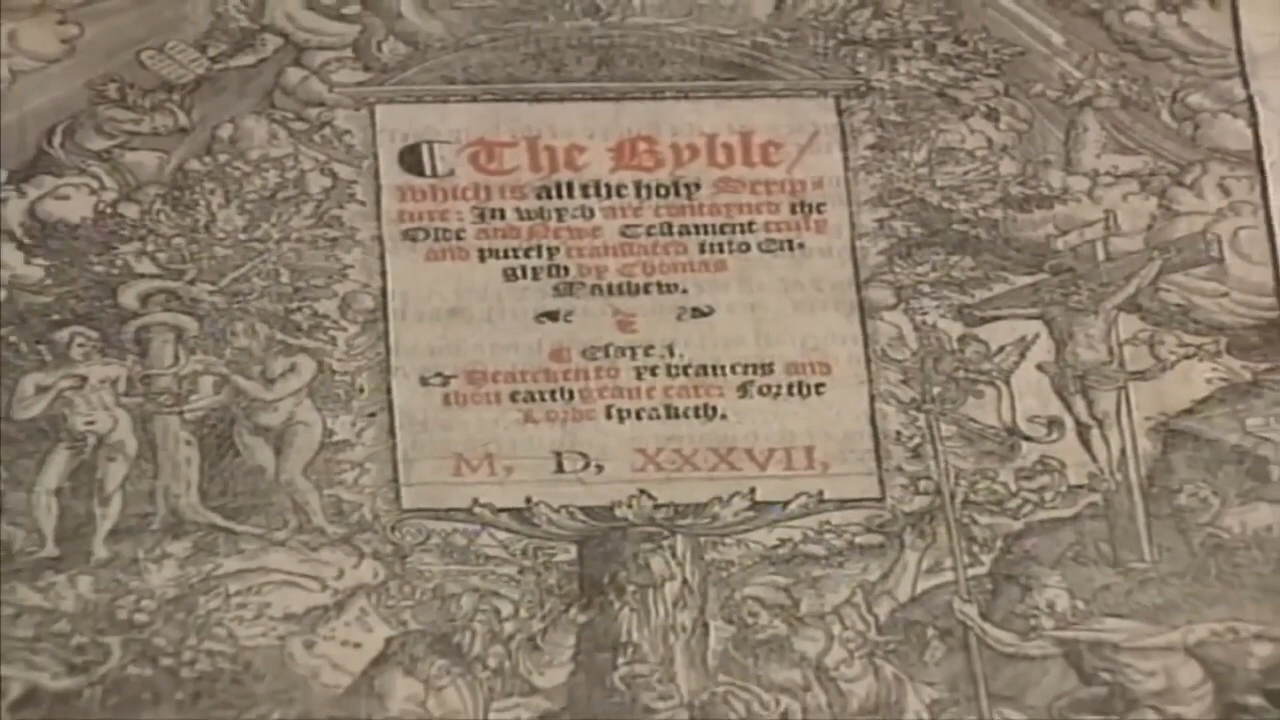 The Byble/
which is all the holy Scrip=
ture: In whych are contayned the
Olde and Newe Testament truly
and purely translated into En=
glysh by Thomas
Matthew.
Esaye.j.
Hearcken to ye heauens and
thou earth geaue eare: For the
Lorde speaketh.
M, D, XXXVII,